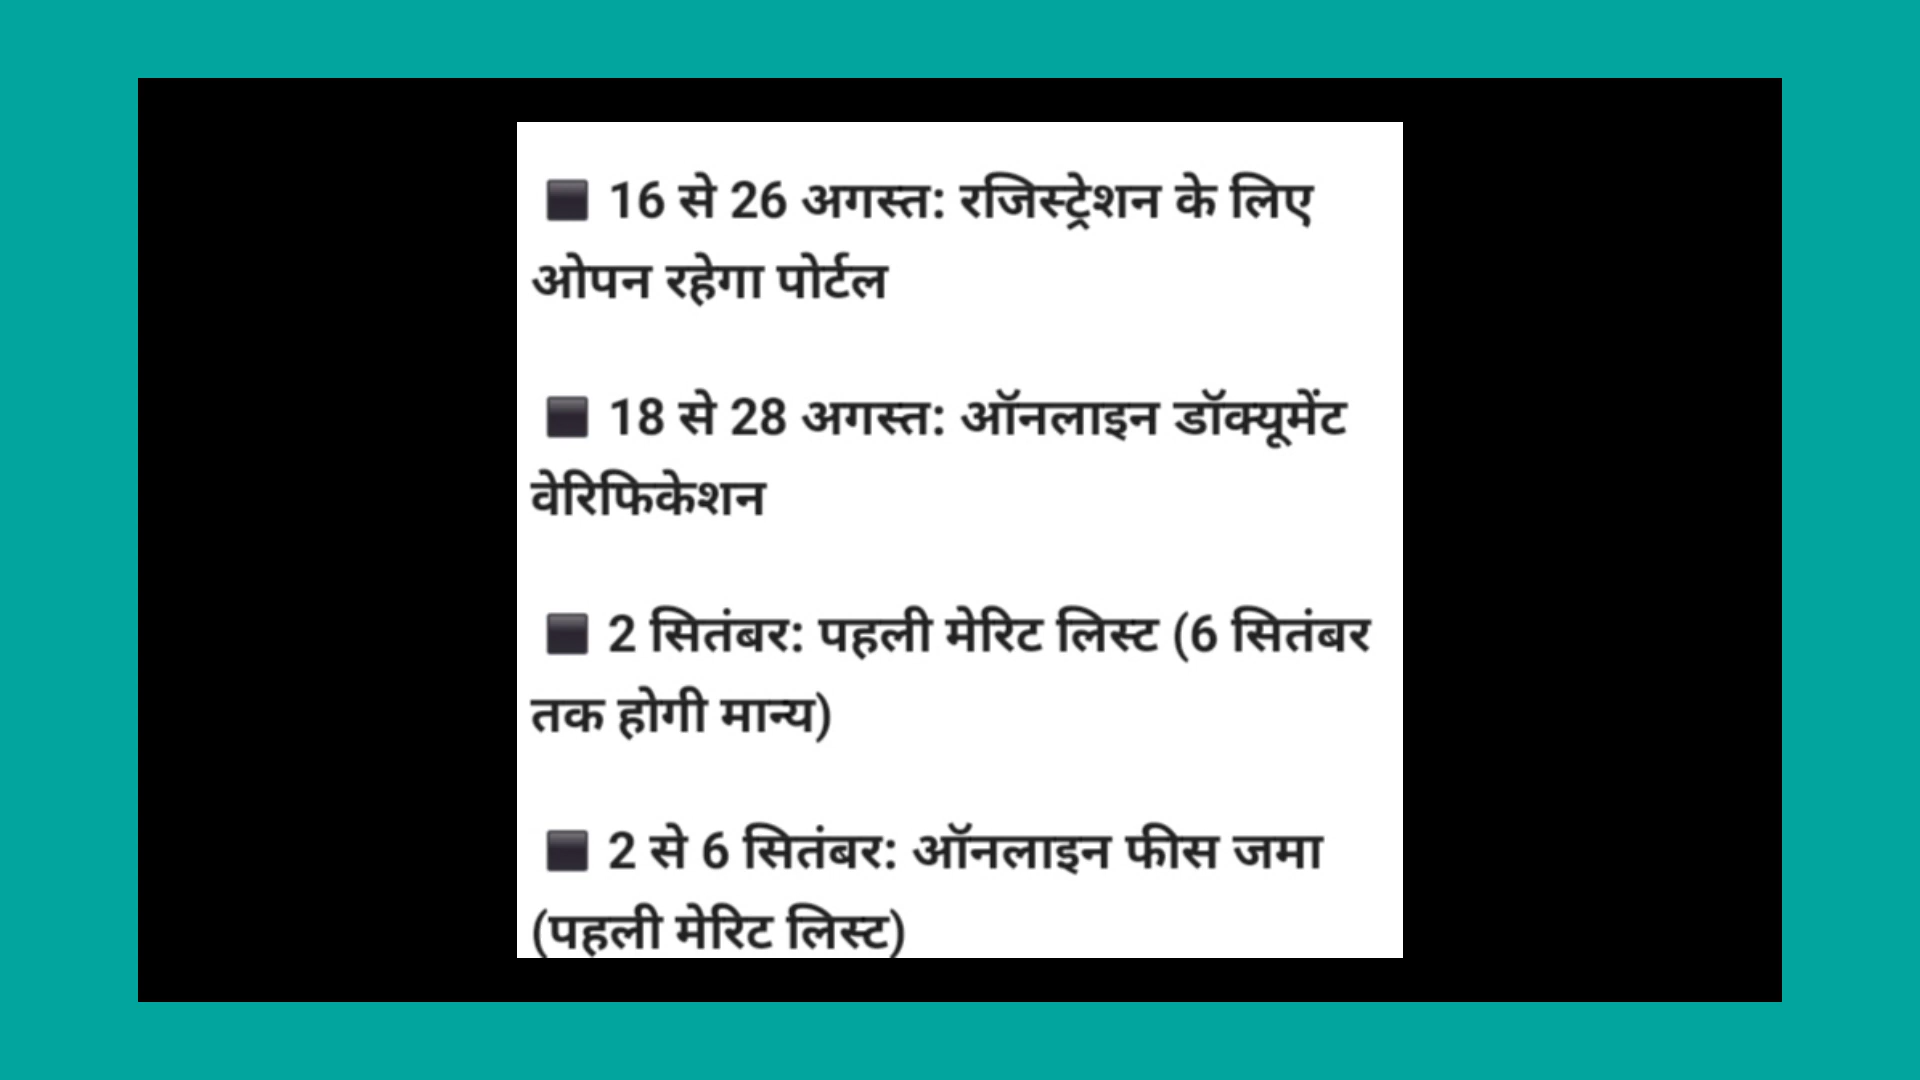 ◼ 16 से 26 अगस्त: रजिस्ट्रेशन के लिए
ओपन रहेगा पोर्टल
◼ 18 से 28 अगस्त: ऑनलाइन डॉक्यूमेंट
वेरिफिकेशन
◼ 2 सितंबर: पहली मेरिट लिस्ट (6 सितंबर
तक होगी मान्य)
◼ 2 से 6 सितंबर: ऑनलाइन फीस जमा
(पहली मेरिट लिस्ट)